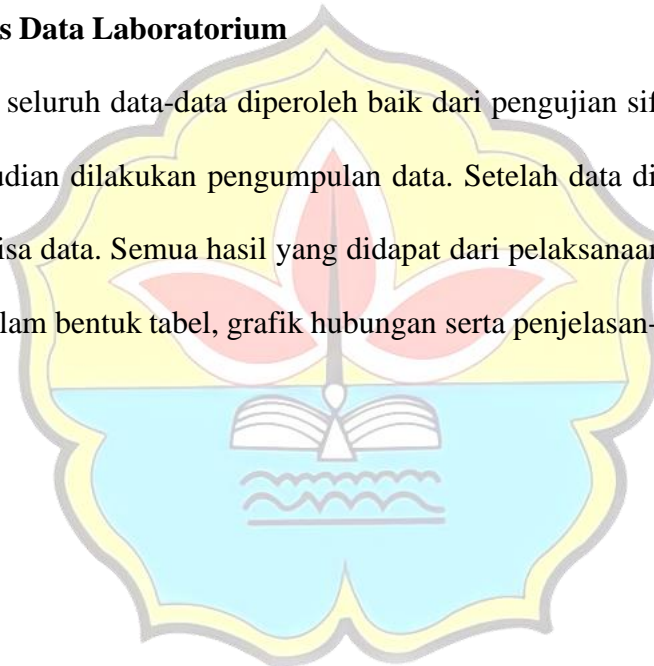 s Data Laboratorium
seluruh data-data diperoleh baik dari pengujian sif
udian dilakukan pengumpulan data. Setelah data di
isa data. Semua hasil yang didapat dari pelaksanaan
lam bentuk tabel, grafik hubungan serta penjelasan-